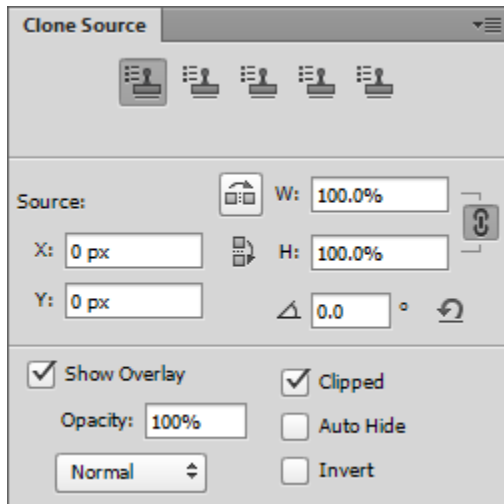 Clone Source
Source:
W: 100.0%
X: 0 px
H: 100.0%
Y: 0 px
0.0 °
Show Overlay
Clipped
Opacity: 100%
Auto Hide
Normal
Invert